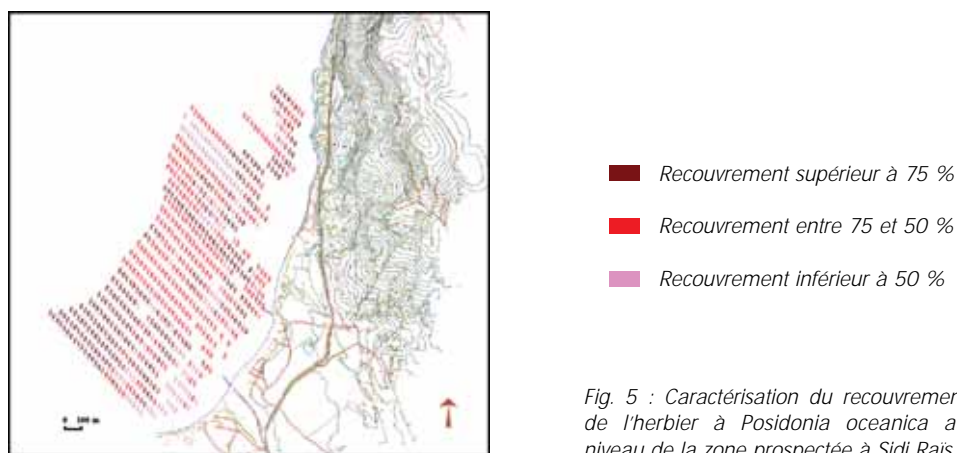 Recouvrement supérieur à 75 %
Recouvrement entre 75 et 50 %
Recouvrement inférieur à 50 %
Fig. 5 : Caractérisation du recouvremer
de l'herbier à Posidonia oceanica a
niveau de la zone prospectée à Sidi Raïs